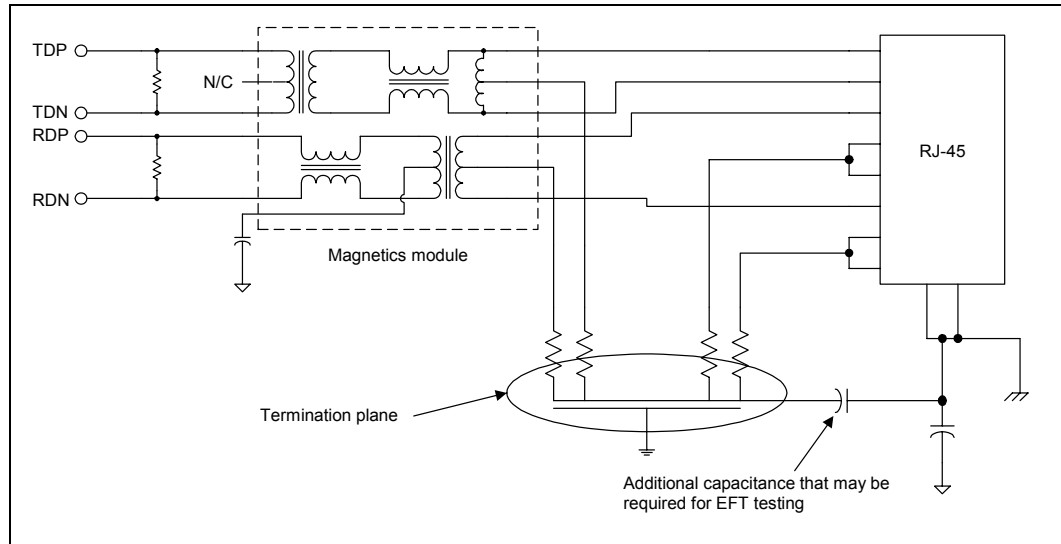 TDP
N/C
TDN
RDP
RDN
RJ-45
Magnetics module
Termination plane
Additional capacitance that may be
required for EFT testing